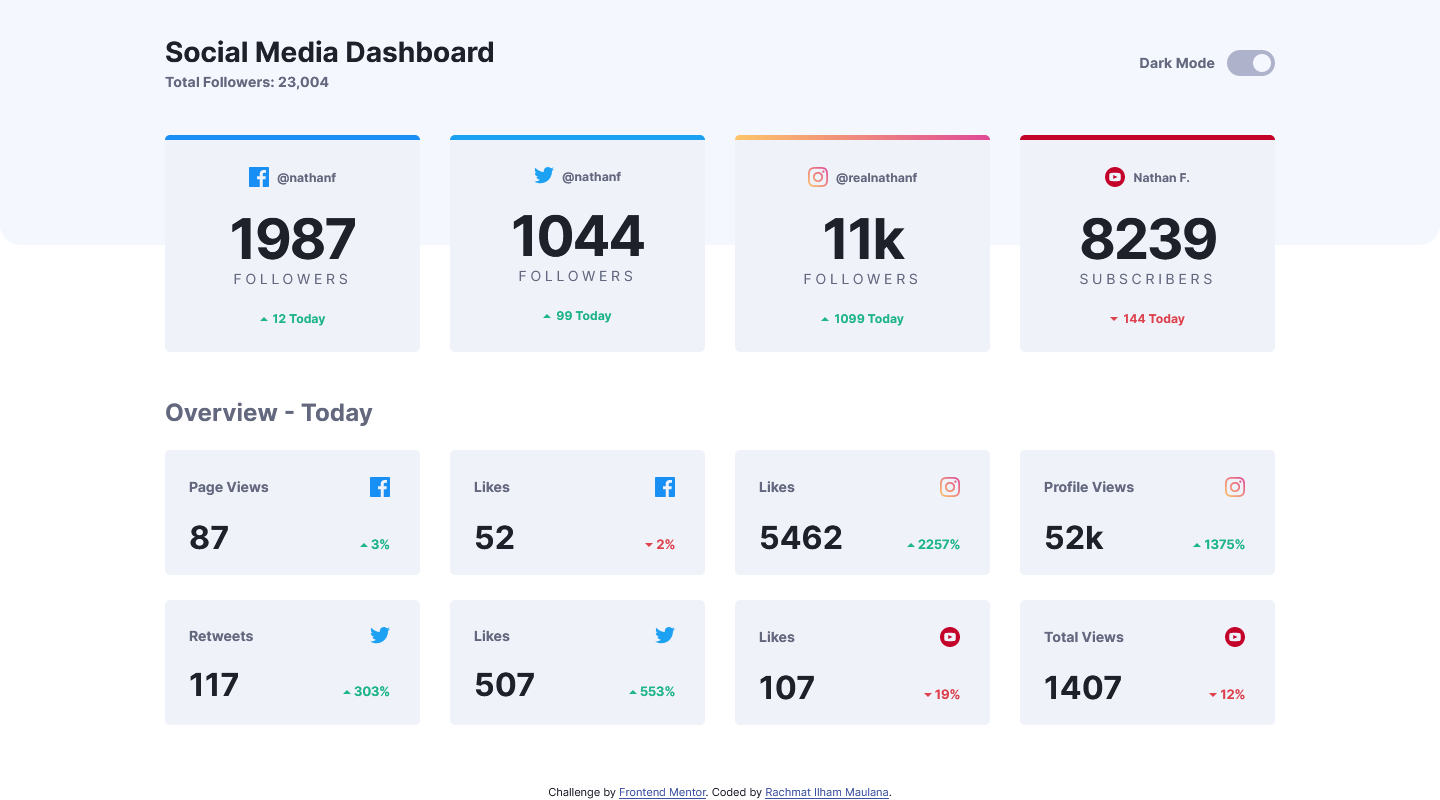 Social Media Dashboard
Total Followers: 23,004
Dark Mode
@nathanf
1987
FOLLOWERS
12 Today
@nathanf
1044
FOLLOWERS
99 Today
@realnathanf
11k
FOLLOWERS
1099 Today
Nathan F.
8239
SUBSCRIBERS
144 Today
Overview - Today
Page Views
87
3%
Likes
52
2%
Likes
5462
2257%
Profile Views
52k
1375%
Retweets
117
303%
Likes
507
553%
Likes
107
19%
Total Views
1407
12%
Challenge by Frontend Mentor. Coded by Rachmat Ilham Maulana.